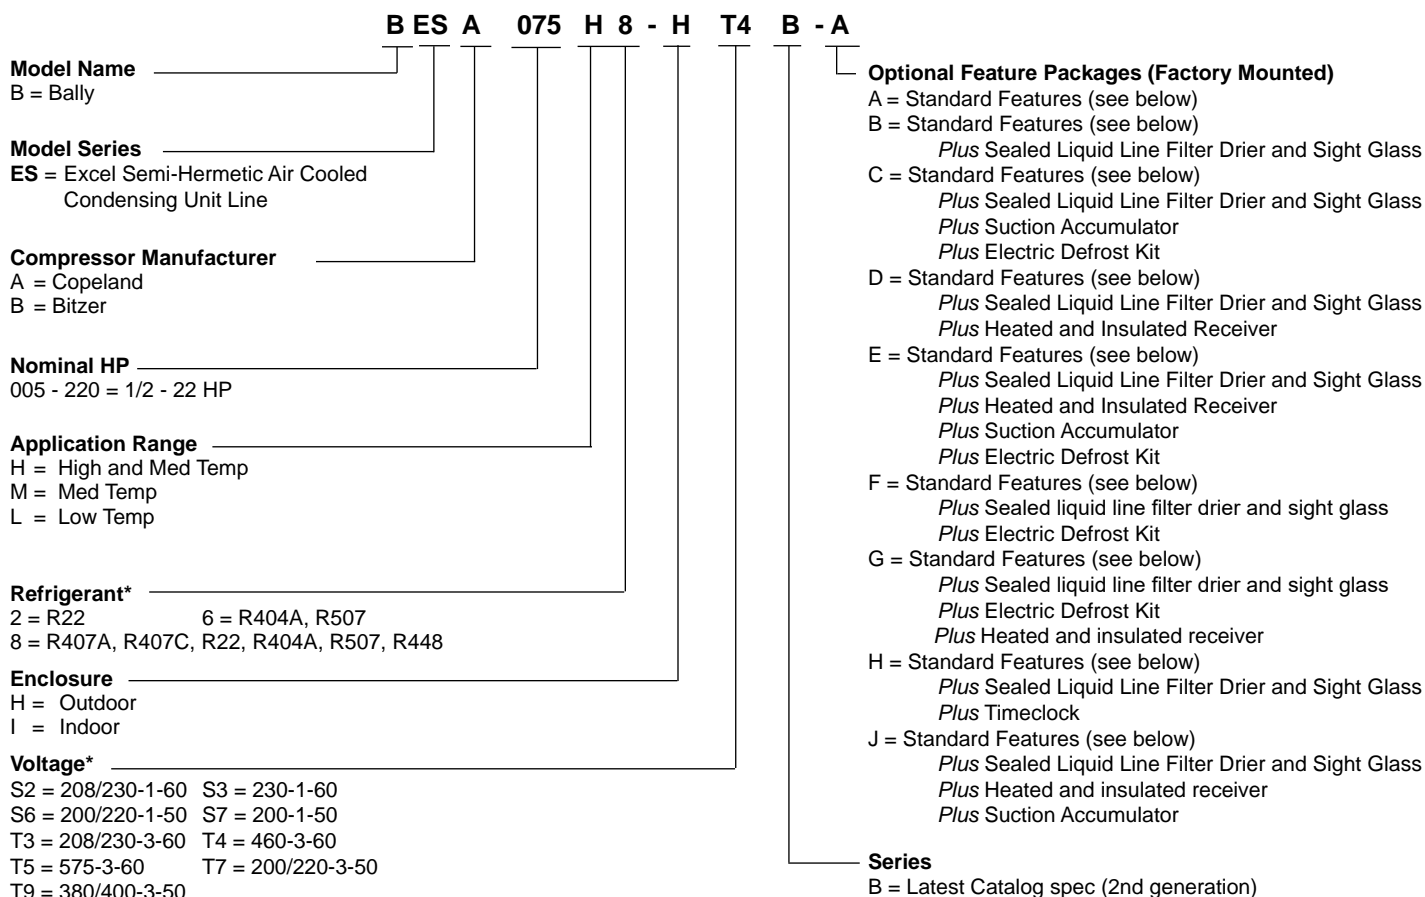 B ES A 075 H 8 - H T4 B - A
Model Name
B = Bally
Model Series
ES = Excel Semi-Hermetic Air Cooled
Condensing Unit Line
Compressor Manufacturer
A = Copeland
B = Bitzer
Nominal HP
005 - 220 = 1/2 - 22 HP
Application Range
H = High and Med Temp
M = Med Temp
L = Low Temp
Refrigerant*
2 = R22 6 = R404A, R507
8 = R407A, R407C, R22, R404A, R507, R448
Enclosure
H = Outdoor
I = Indoor
Voltage*
S2 = 208/230-1-60 S3 = 230-1-60
S6 = 200/220-1-50 S7 = 200-1-50
T3 = 208/230-3-60 T4 = 460-3-60
T5 = 575-3-60 T7 = 200/220-3-50
T9 = 380/400-3-50
Optional Feature Packages (Factory Mounted)
A = Standard Features (see below)
B = Standard Features (see below)
Plus Sealed Liquid Line Filter Drier and Sight Glass
C = Standard Features (see below)
Plus Sealed Liquid Line Filter Drier and Sight Glass
Plus Suction Accumulator
Plus Electric Defrost Kit
D = Standard Features (see below)
Plus Sealed Liquid Line Filter Drier and Sight Glass
Plus Heated and Insulated Receiver
E = Standard Features (see below)
Plus Sealed Liquid Line Filter Drier and Sight Glass
Plus Heated and Insulated Receiver
Plus Suction Accumulator
Plus Electric Defrost Kit
F = Standard Features (see below)
Plus Sealed liquid line filter drier and sight glass
Plus Electric Defrost Kit
G = Standard Features (see below)
Plus Sealed liquid line filter drier and sight glass
Plus Electric Defrost Kit
Plus Heated and insulated receiver
H = Standard Features (see below)
Plus Sealed Liquid Line Filter Drier and Sight Glass
Plus Timeclock
J = Standard Features (see below)
Plus Sealed Liquid Line Filter Drier and Sight Glass
Plus Heated and insulated receiver
Plus Suction Accumulator
Series
B = Latest Catalog spec (2nd generation)